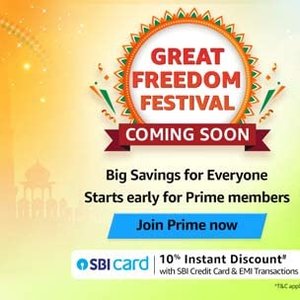 GREAT
FREEDOM
FESTIVAL
COMING SOON
Big Savings for Everyone
Starts early for Prime members
Join Prime now
SBI card
10% Instant Discount#
with SBI Credit Card & EMI Transactions
*T&C appl